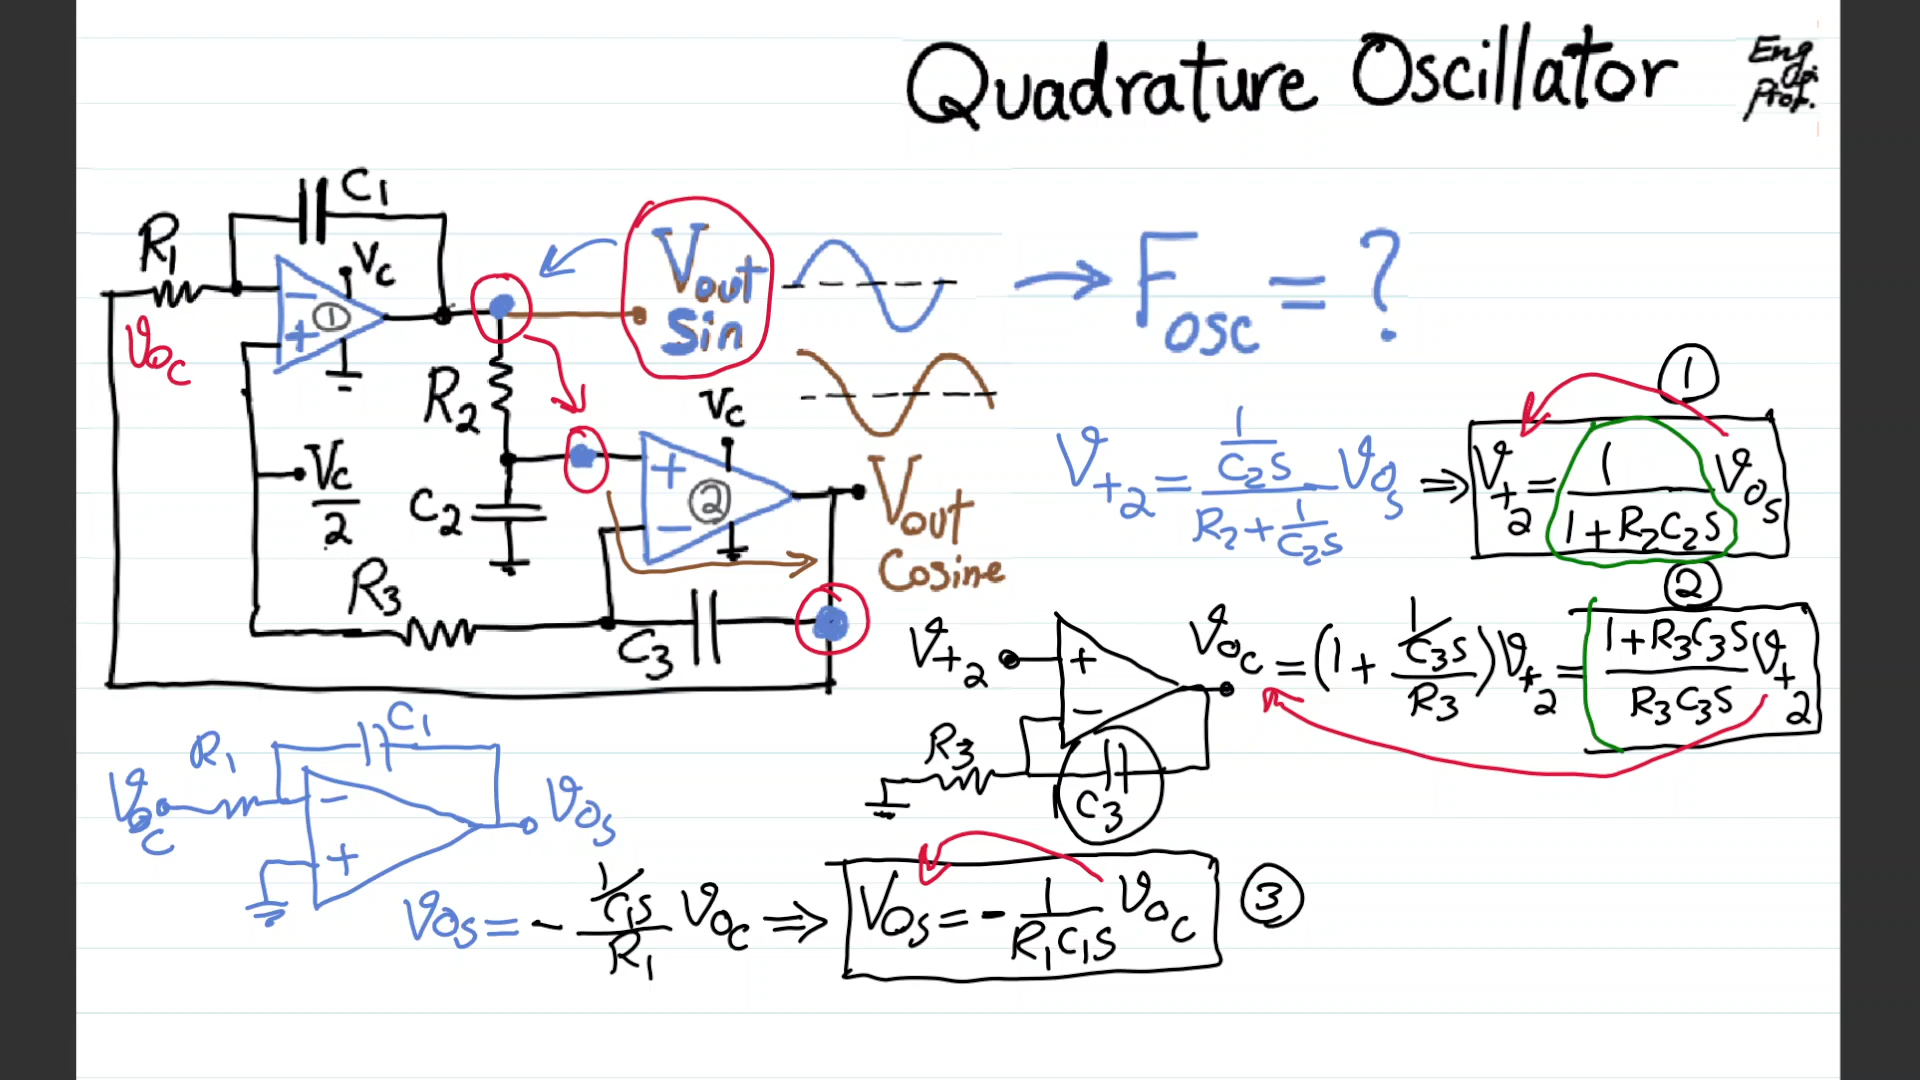 Quadrature Oscillator
Eng
Prof.
C1
R1
Vc
①
+
−
VoC
Vout
Sin
→ Fosc = ?
R2
Vc
2
C2
R3
C3
Vc
+
−
②
Vout
Cosine
V+2 = (1/C2S)/(R2+1/C2S) VoS ⇒ V+2 = 1/(1+R2C2S) VoS ①
V+2
+
−
R3
C3
VoC = (1+(1/C3S)/R3) V+2 = (1+R3C3S)/(R3C3S) V+2 ②
VoC
R1
C1
−
+
VoS
VoS = − (1/C1S)/R1 VoC ⇒ VoS = − 1/(R1C1S) VoC ③